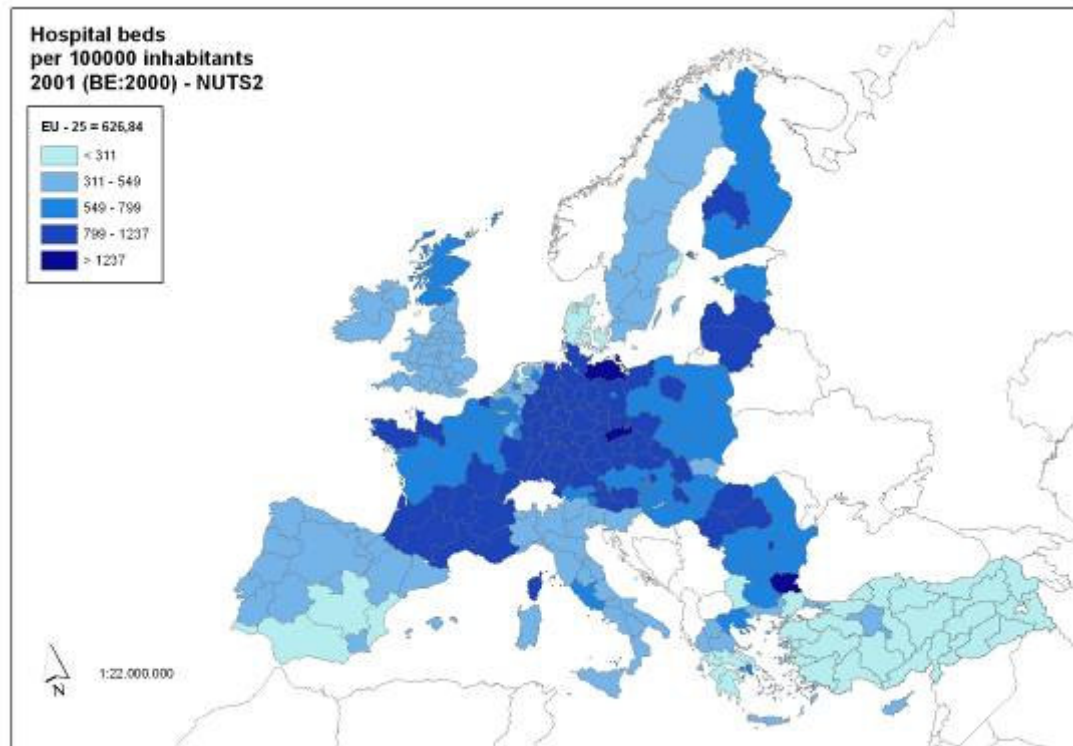 Hospital beds
per 100000 inhabitants
2001 (BE:2000) - NUTS2
EU - 25 = 626,84
< 311
311 - 549
549 - 799
799 - 1237
> 1237
N
1:22.000.000